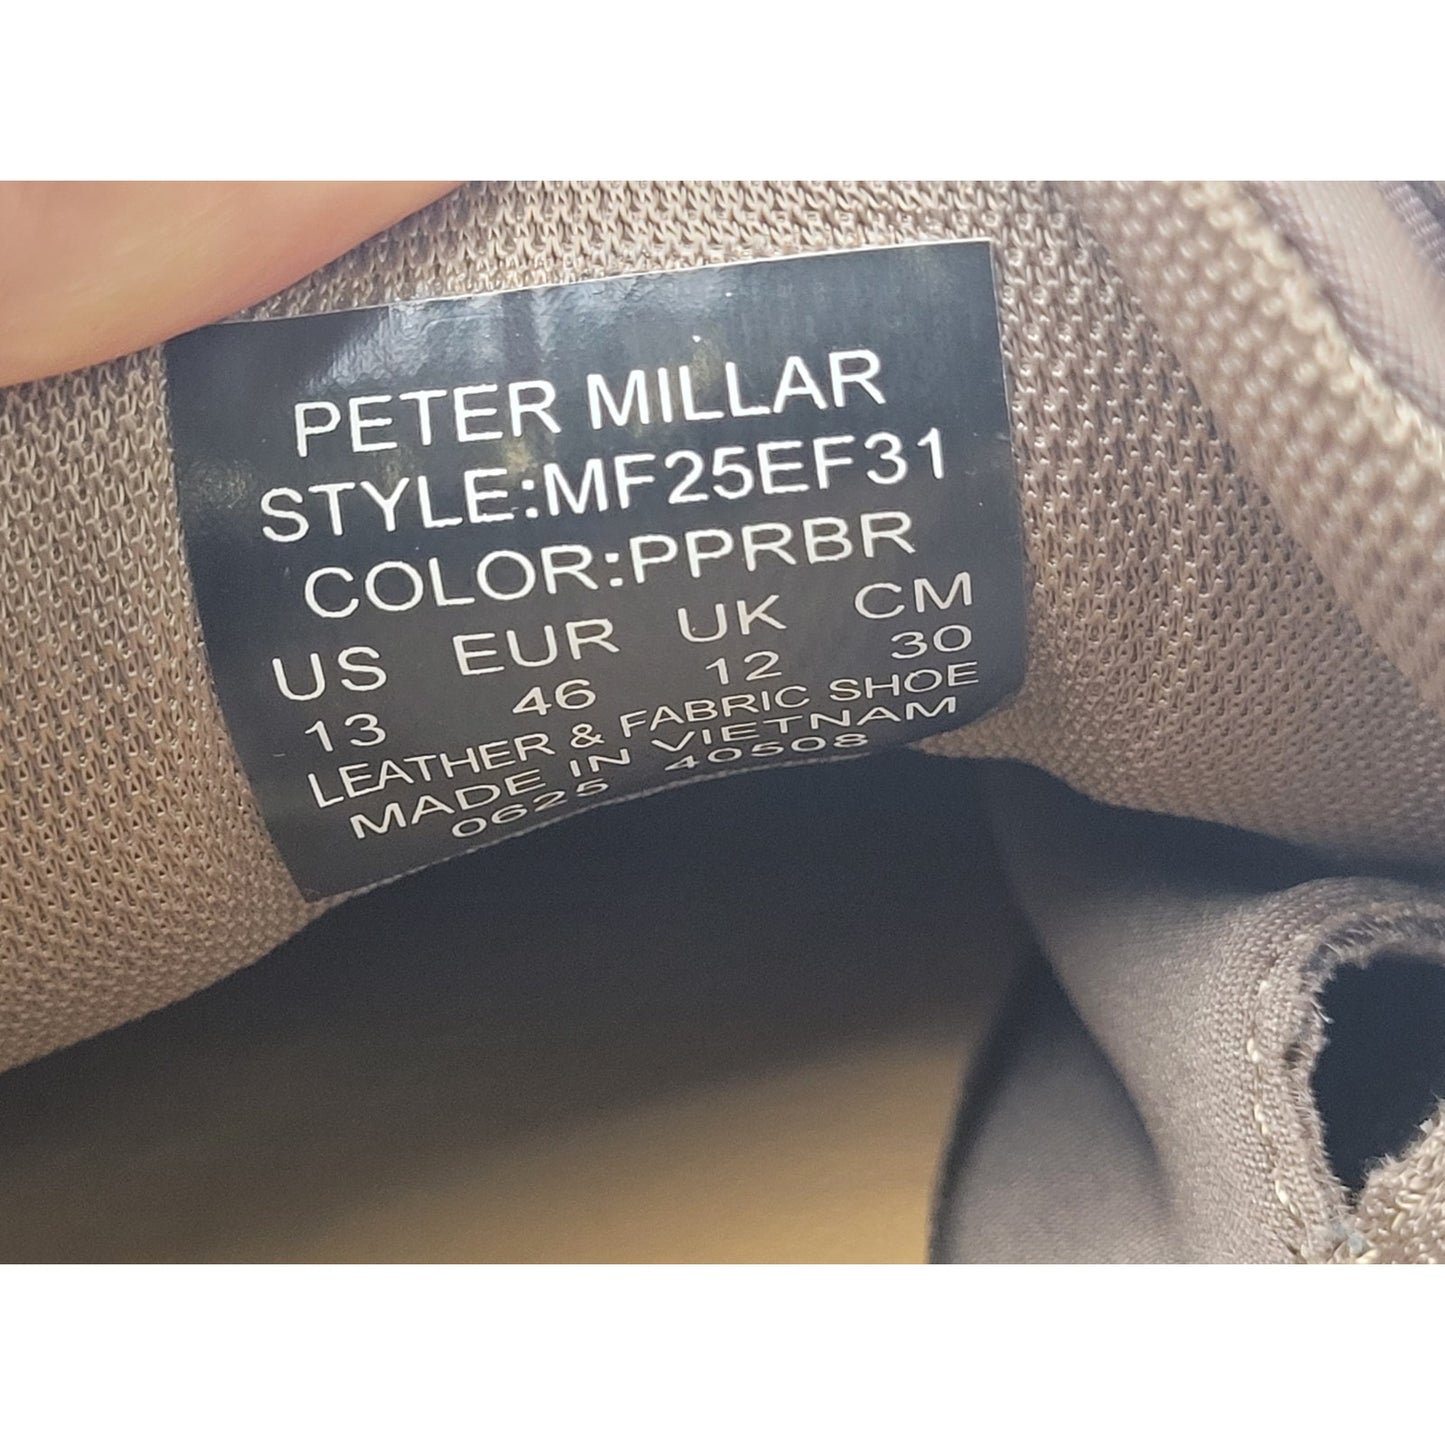 PETER MILLAR
STYLE:MF25EF31
COLOR:PPRBR
US EUR UK CM
13 46 12 30
LEATHER & FABRIC SHOE
MADE IN VIETNAM
0625 40508